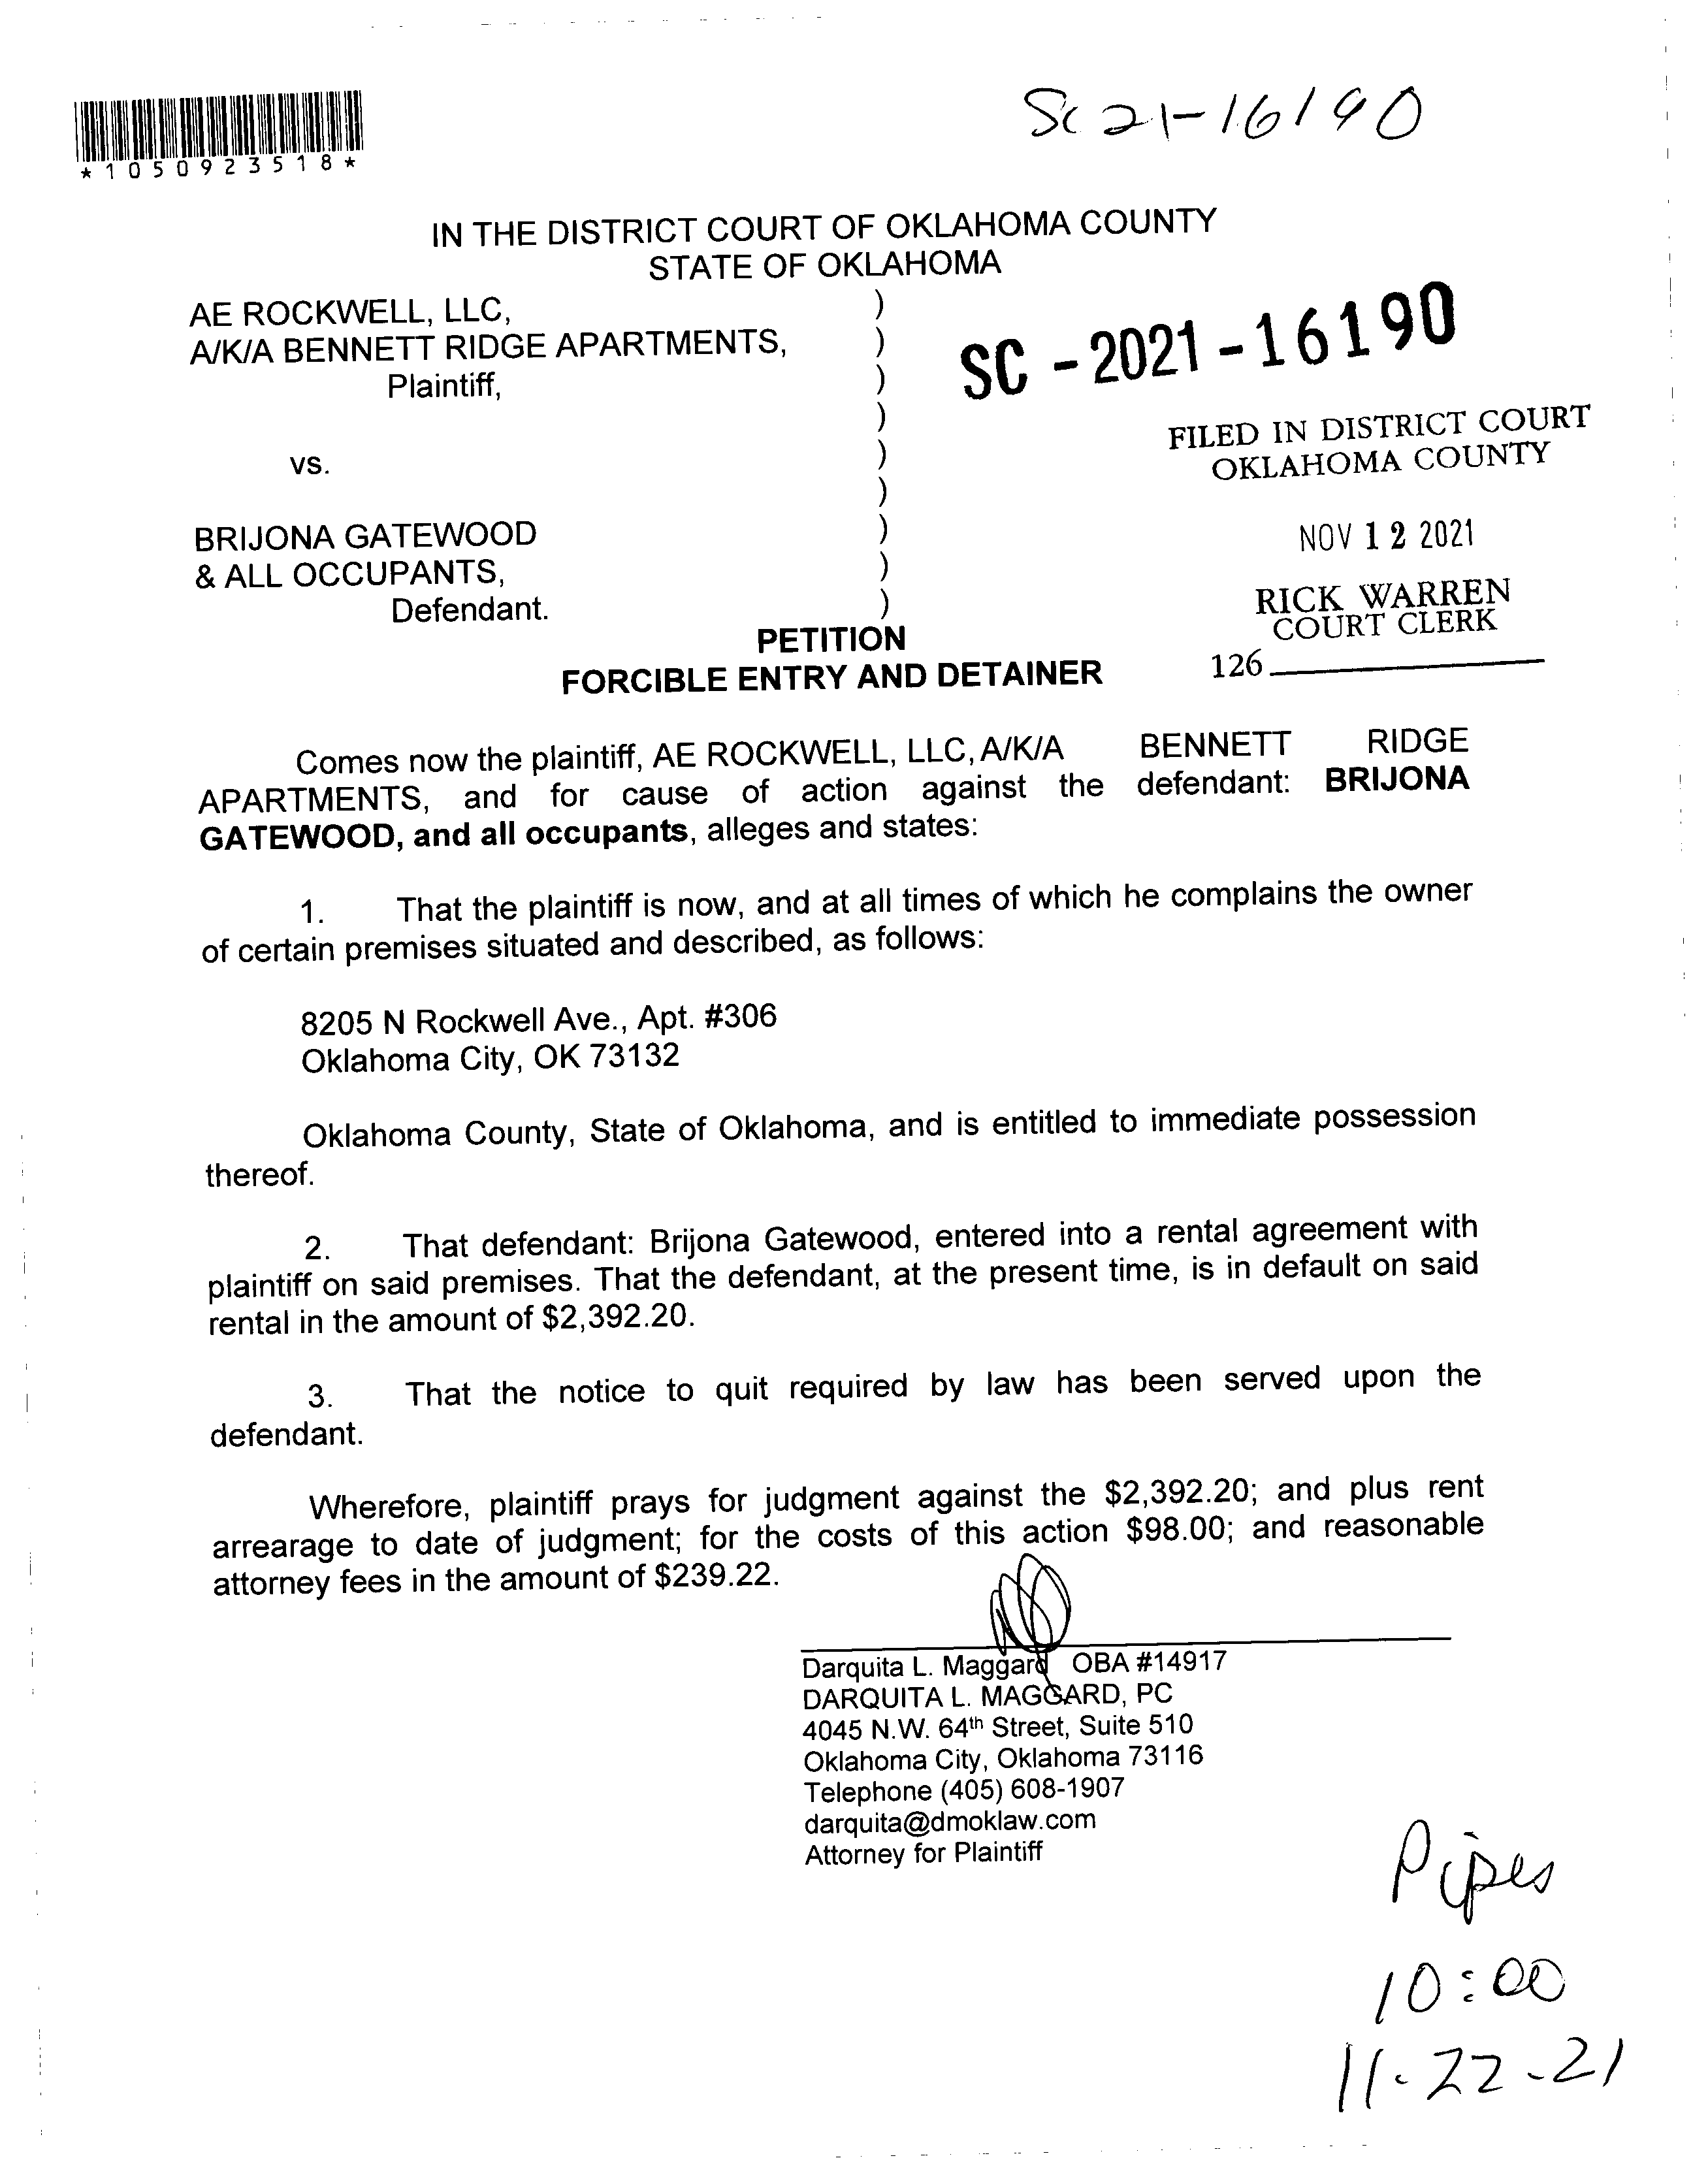 SC 21-16190
*1050923518*
IN THE DISTRICT COURT OF OKLAHOMA COUNTY
STATE OF OKLAHOMA
AE ROCKWELL, LLC, )
A/K/A BENNETT RIDGE APARTMENTS, )
Plaintiff, )
)
SC - 2021 - 16190
FILED IN DISTRICT COURT
OKLAHOMA COUNTY
vs. )
)
NOV 12 2021
BRIJONA GATEWOOD )
& ALL OCCUPANTS, )
Defendant. )
RICK WARREN
COURT CLERK
126
PETITION
FORCIBLE ENTRY AND DETAINER
Comes now the plaintiff, AE ROCKWELL, LLC, A/K/A BENNETT RIDGE
APARTMENTS, and for cause of action against the defendant: BRIJONA
GATEWOOD, and all occupants, alleges and states:
1. That the plaintiff is now, and at all times of which he complains the owner
of certain premises situated and described, as follows:
8205 N Rockwell Ave., Apt. #306
Oklahoma City, OK 73132
Oklahoma County, State of Oklahoma, and is entitled to immediate possession
thereof.
2. That defendant: Brijona Gatewood, entered into a rental agreement with
plaintiff on said premises. That the defendant, at the present time, is in default on said
rental in the amount of $2,392.20.
3. That the notice to quit required by law has been served upon the
defendant.
Wherefore, plaintiff prays for judgment against the $2,392.20; and plus rent
arrearage to date of judgment; for the costs of this action $98.00; and reasonable
attorney fees in the amount of $239.22.
Darquita L. Maggard OBA #14917
DARQUITA L. MAGGARD, PC
4045 N.W. 64th Street, Suite 510
Oklahoma City, Oklahoma 73116
Telephone (405) 608-1907
darquita@dmoklaw.com
Attorney for Plaintiff
Pipes
10:00
11-22-21